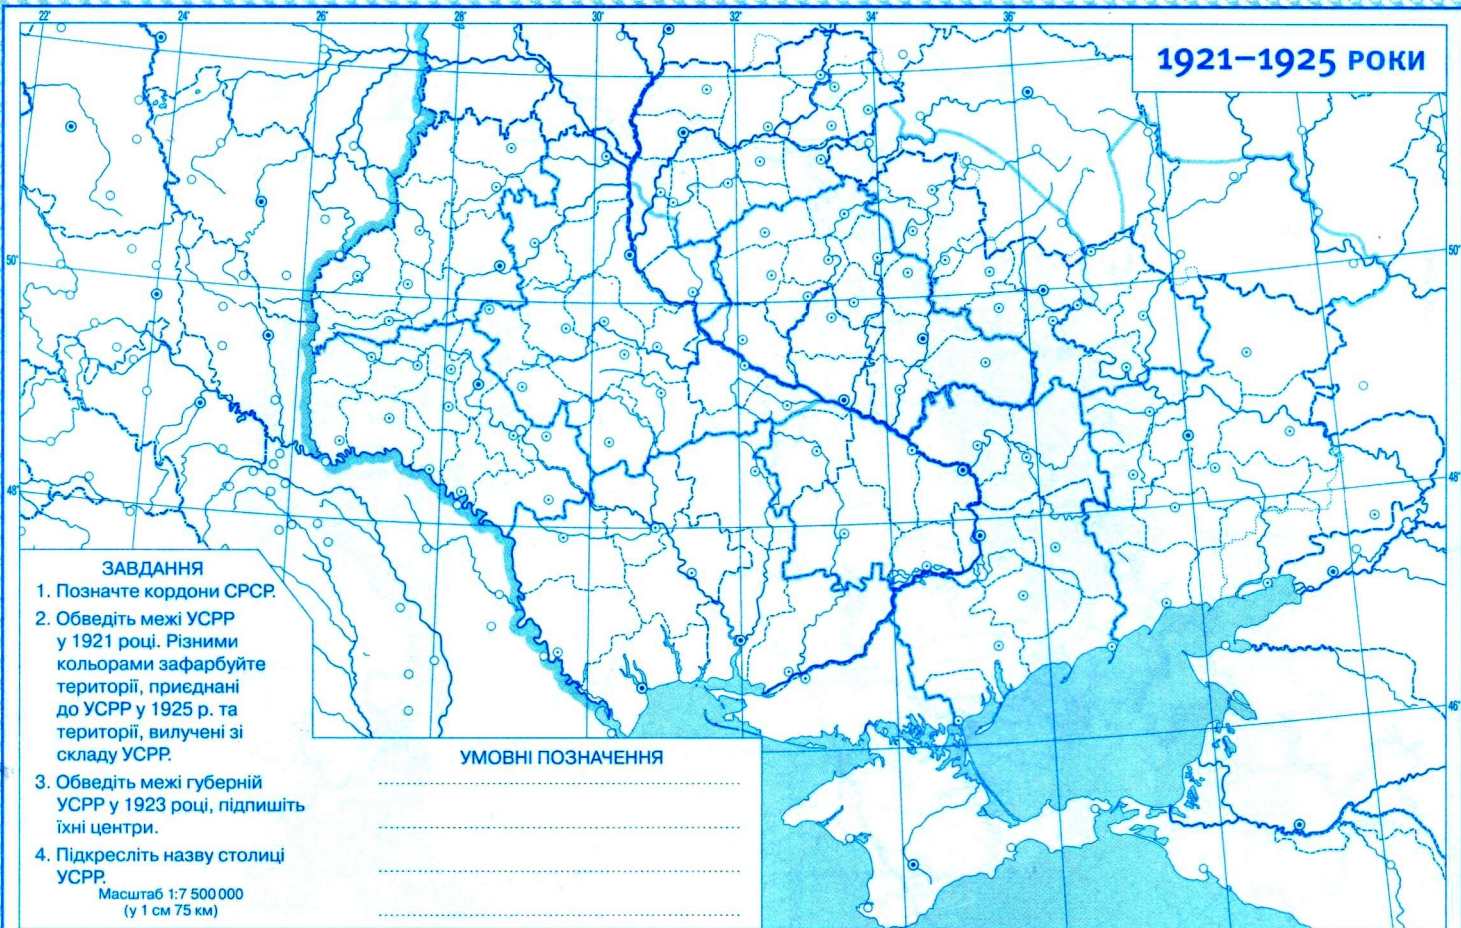 22° 24° 26° 28° 30° 32° 34° 36°
1921–1925 РОКИ
50° 50°
48° 48°
46°
ЗАВДАННЯ
1. Позначте кордони СРСР.
2. Обведіть межі УСРР
у 1921 році. Різними
кольорами зафарбуйте
території, приєднані
до УСРР у 1925 р. та
території, вилучені зі
складу УСРР.
3. Обведіть межі губерній
УСРР у 1923 році, підпишіть
їхні центри.
4. Підкресліть назву столиці
УСРР.
Масштаб 1:7 500 000
(у 1 см 75 км)
УМОВНІ ПОЗНАЧЕННЯ